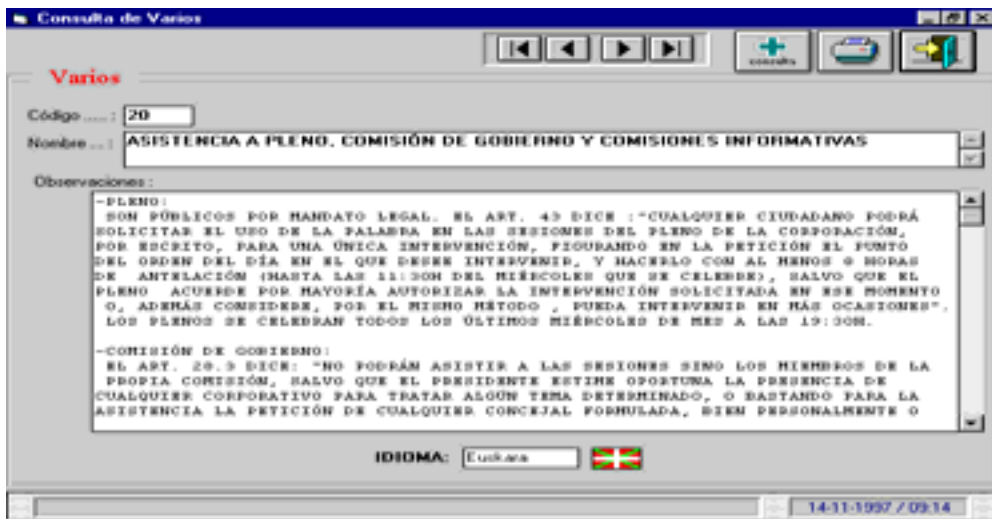 Consulta de Varios
consulta
Varios
Código ..... : 20
Nombre ... : ASISTENCIA A PLENO, COMISIÓN DE GOBIERNO Y COMISIONES INFORMATIVAS
Observaciones :
-PLENO:
SON PÚBLICOS POR MANDATO LEGAL. EL ART. 43 DICE :"CUALQUIER CIUDADANO PODRÁ
SOLICITAR EL USO DE LA PALABRA EN LAS SESIONES DEL PLENO DE LA CORPORACIÓN,
POR ESCRITO, PARA UNA ÚNICA INTERVENCIÓN, FIGURANDO EN LA PETICIÓN EL PUNTO
DEL ORDEN DEL DÍA EN EL QUE DESEE INTERVENIR, Y HACERLO CON AL MENOS 8 HORAS
DE ANTELACIÓN (HASTA LAS 11:30H DEL MIÉRCOLES QUE SE CELEBRE), SALVO QUE EL
PLENO ACUERDE POR MAYORÍA AUTORIZAR LA INTERVENCIÓN SOLICITADA EN ESE MOMENTO
O, ADEMÁS CONSIDERE, POR EL MISMO MÉTODO , PUEDA INTERVENIR EN MÁS OCASIONES".
LOS PLENOS SE CELEBRAN TODOS LOS ÚLTIMOS MIÉRCOLES DE MES A LAS 19:30H.
-COMISIÓN DE GOBIERNO:
EL ART. 28.3 DICE: "NO PODRÁN ASISTIR A LAS SESIONES SINO LOS MIEMBROS DE LA
PROPIA COMISIÓN, SALVO QUE EL PRESIDENTE ESTIME OPORTUNA LA PRESENCIA DE
CUALQUIER CORPORATIVO PARA TRATAR ALGÚN TEMA DETERMINADO, O BASTANDO PARA LA
ASISTENCIA LA PETICIÓN DE CUALQUIER CONCEJAL FORMULADA, BIEN PERSONALMENTE O
IDIOMA: Euskara
14-11-1997 / 09:14